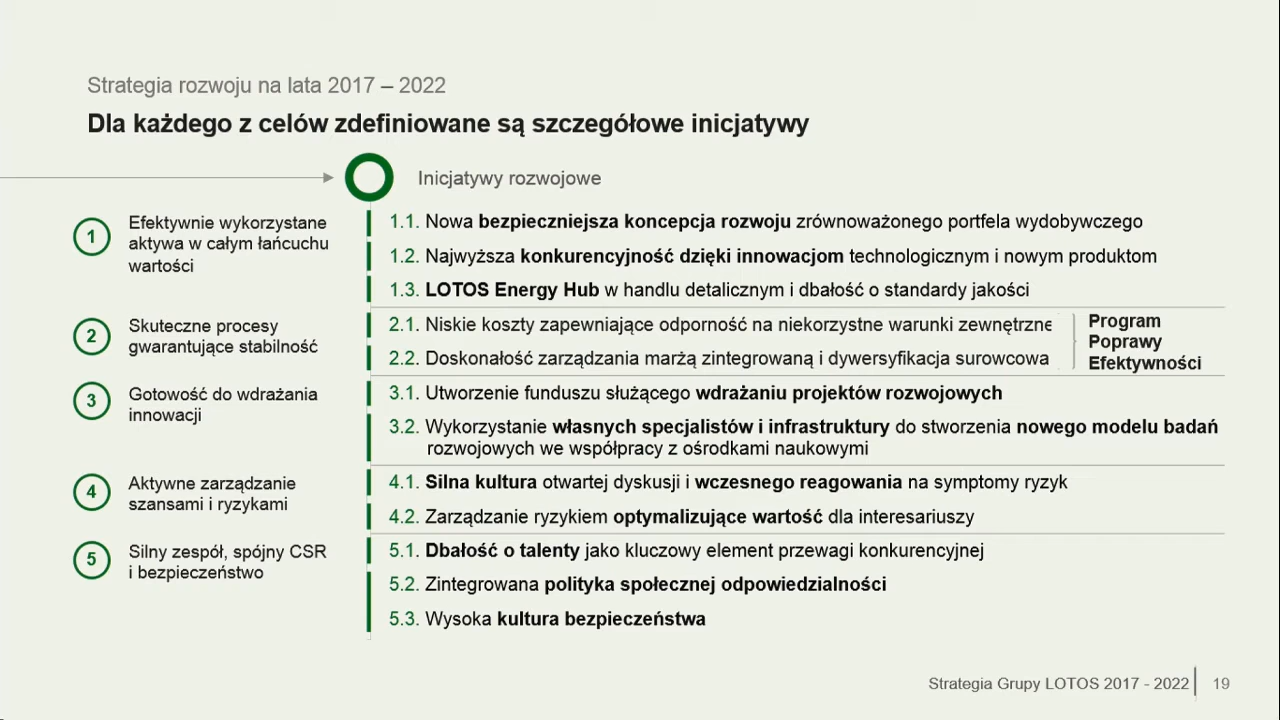 Strategia rozwoju na lata 2017 – 2022
Dla każdego z celów zdefiniowane są szczegółowe inicjatywy
Inicjatywy rozwojowe
1
Efektywnie wykorzystane
aktywa w całym łańcuchu
wartości
1.1. Nowa bezpieczniejsza koncepcja rozwoju zrównoważonego portfela wydobywczego
1.2. Najwyższa konkurencyjność dzięki innowacjom technologicznym i nowym produktom
1.3. LOTOS Energy Hub w handlu detalicznym i dbałość o standardy jakości
2
Skuteczne procesy
gwarantujące stabilność
2.1. Niskie koszty zapewniające odporność na niekorzystne warunki zewnętrzne
2.2. Doskonałość zarządzania marżą zintegrowaną i dywersyfikacja surowcowa
Program
Poprawy
Efektywności
3
Gotowość do wdrażania
innowacji
3.1. Utworzenie funduszu służącego wdrażaniu projektów rozwojowych
3.2. Wykorzystanie własnych specjalistów i infrastruktury do stworzenia nowego modelu badań
rozwojowych we współpracy z ośrodkami naukowymi
4
Aktywne zarządzanie
szansami i ryzykami
4.1. Silna kultura otwartej dyskusji i wczesnego reagowania na symptomy ryzyk
4.2. Zarządzanie ryzykiem optymalizujące wartość dla interesariuszy
5
Silny zespół, spójny CSR
i bezpieczeństwo
5.1. Dbałość o talenty jako kluczowy element przewagi konkurencyjnej
5.2. Zintegrowana polityka społecznej odpowiedzialności
5.3. Wysoka kultura bezpieczeństwa
Strategia Grupy LOTOS 2017 - 2022
19